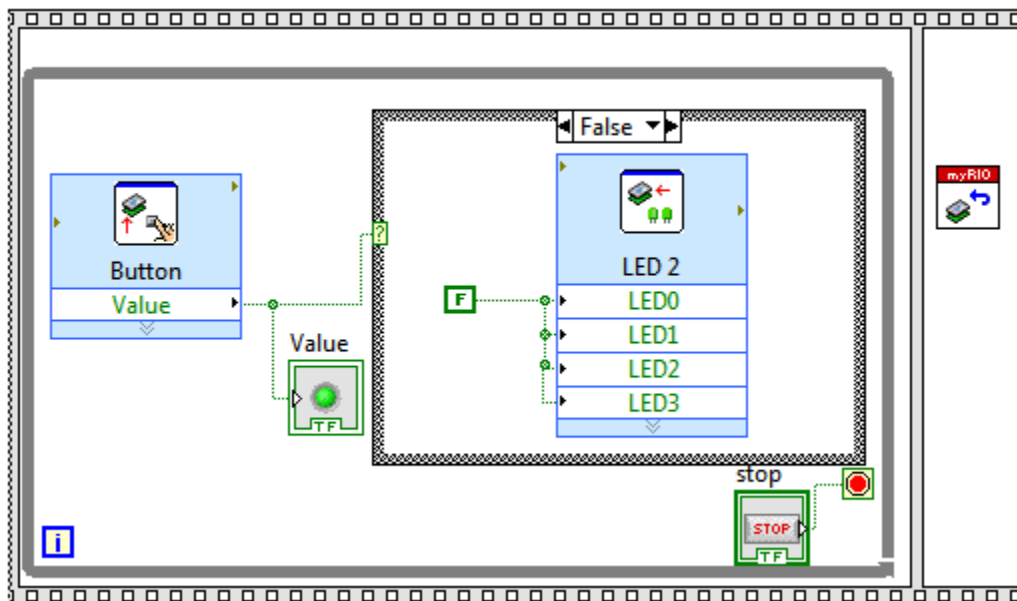 False
myRIO
?
Button
LED 2
Value
F
LED0
LED1
Value
LED2
TF
LED3
stop
STOP
TF
i